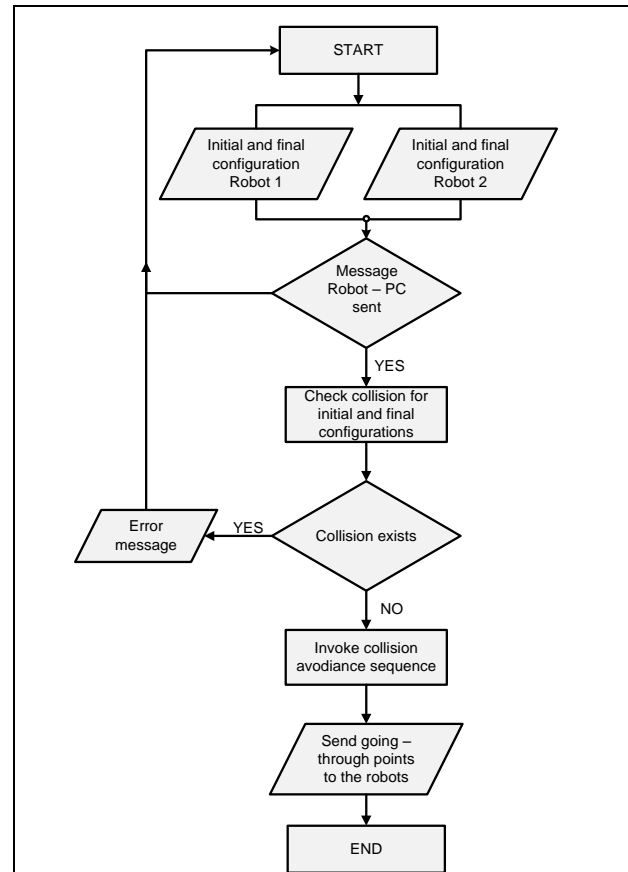 START
Initial and final
configuration
Robot 1
Initial and final
configuration
Robot 2
Message
Robot – PC
sent
YES
Check collision for
initial and final
configurations
Error
message
YES
Collision exists
NO
Invoke collision
avodiance sequence
Send going –
through points
to the robots
END